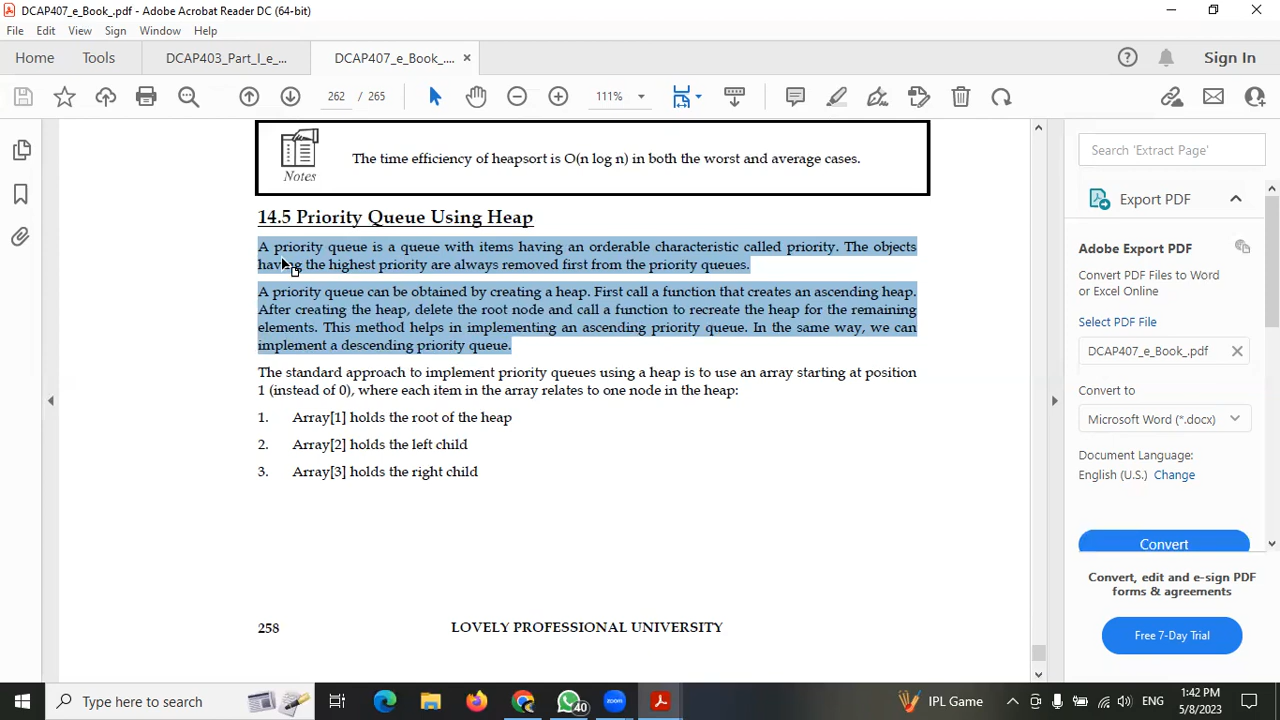 DCAP407_e_Book_.pdf - Adobe Acrobat Reader DC (64-bit)
File Edit View Sign Window Help
Home Tools DCAP403_Part_I_e_... DCAP407_e_Book_.... × Sign In
262 / 265 111%
Search 'Extract Page'
The time efficiency of heapsort is O(n log n) in both the worst and average cases.
Notes
Export PDF
14.5 Priority Queue Using Heap
A priority queue is a queue with items having an orderable characteristic called priority. The objects
having the highest priority are always removed first from the priority queues.
A priority queue can be obtained by creating a heap. First call a function that creates an ascending heap.
After creating the heap, delete the root node and call a function to recreate the heap for the remaining
elements. This method helps in implementing an ascending priority queue. In the same way, we can
implement a descending priority queue.
The standard approach to implement priority queues using a heap is to use an array starting at position
1 (instead of 0), where each item in the array relates to one node in the heap:
1. Array[1] holds the root of the heap
2. Array[2] holds the left child
3. Array[3] holds the right child
258 LOVELY PROFESSIONAL UNIVERSITY
Adobe Export PDF
Convert PDF Files to Word
or Excel Online
Select PDF File
DCAP407_e_Book_.pdf
Convert to
Microsoft Word (*.docx)
Document Language:
English (U.S.) Change
Convert
Convert, edit and e-sign PDF
forms & agreements
Free 7-Day Trial
Type here to search
40
zoom
IPL Game
ENG
1:42 PM
5/8/2023